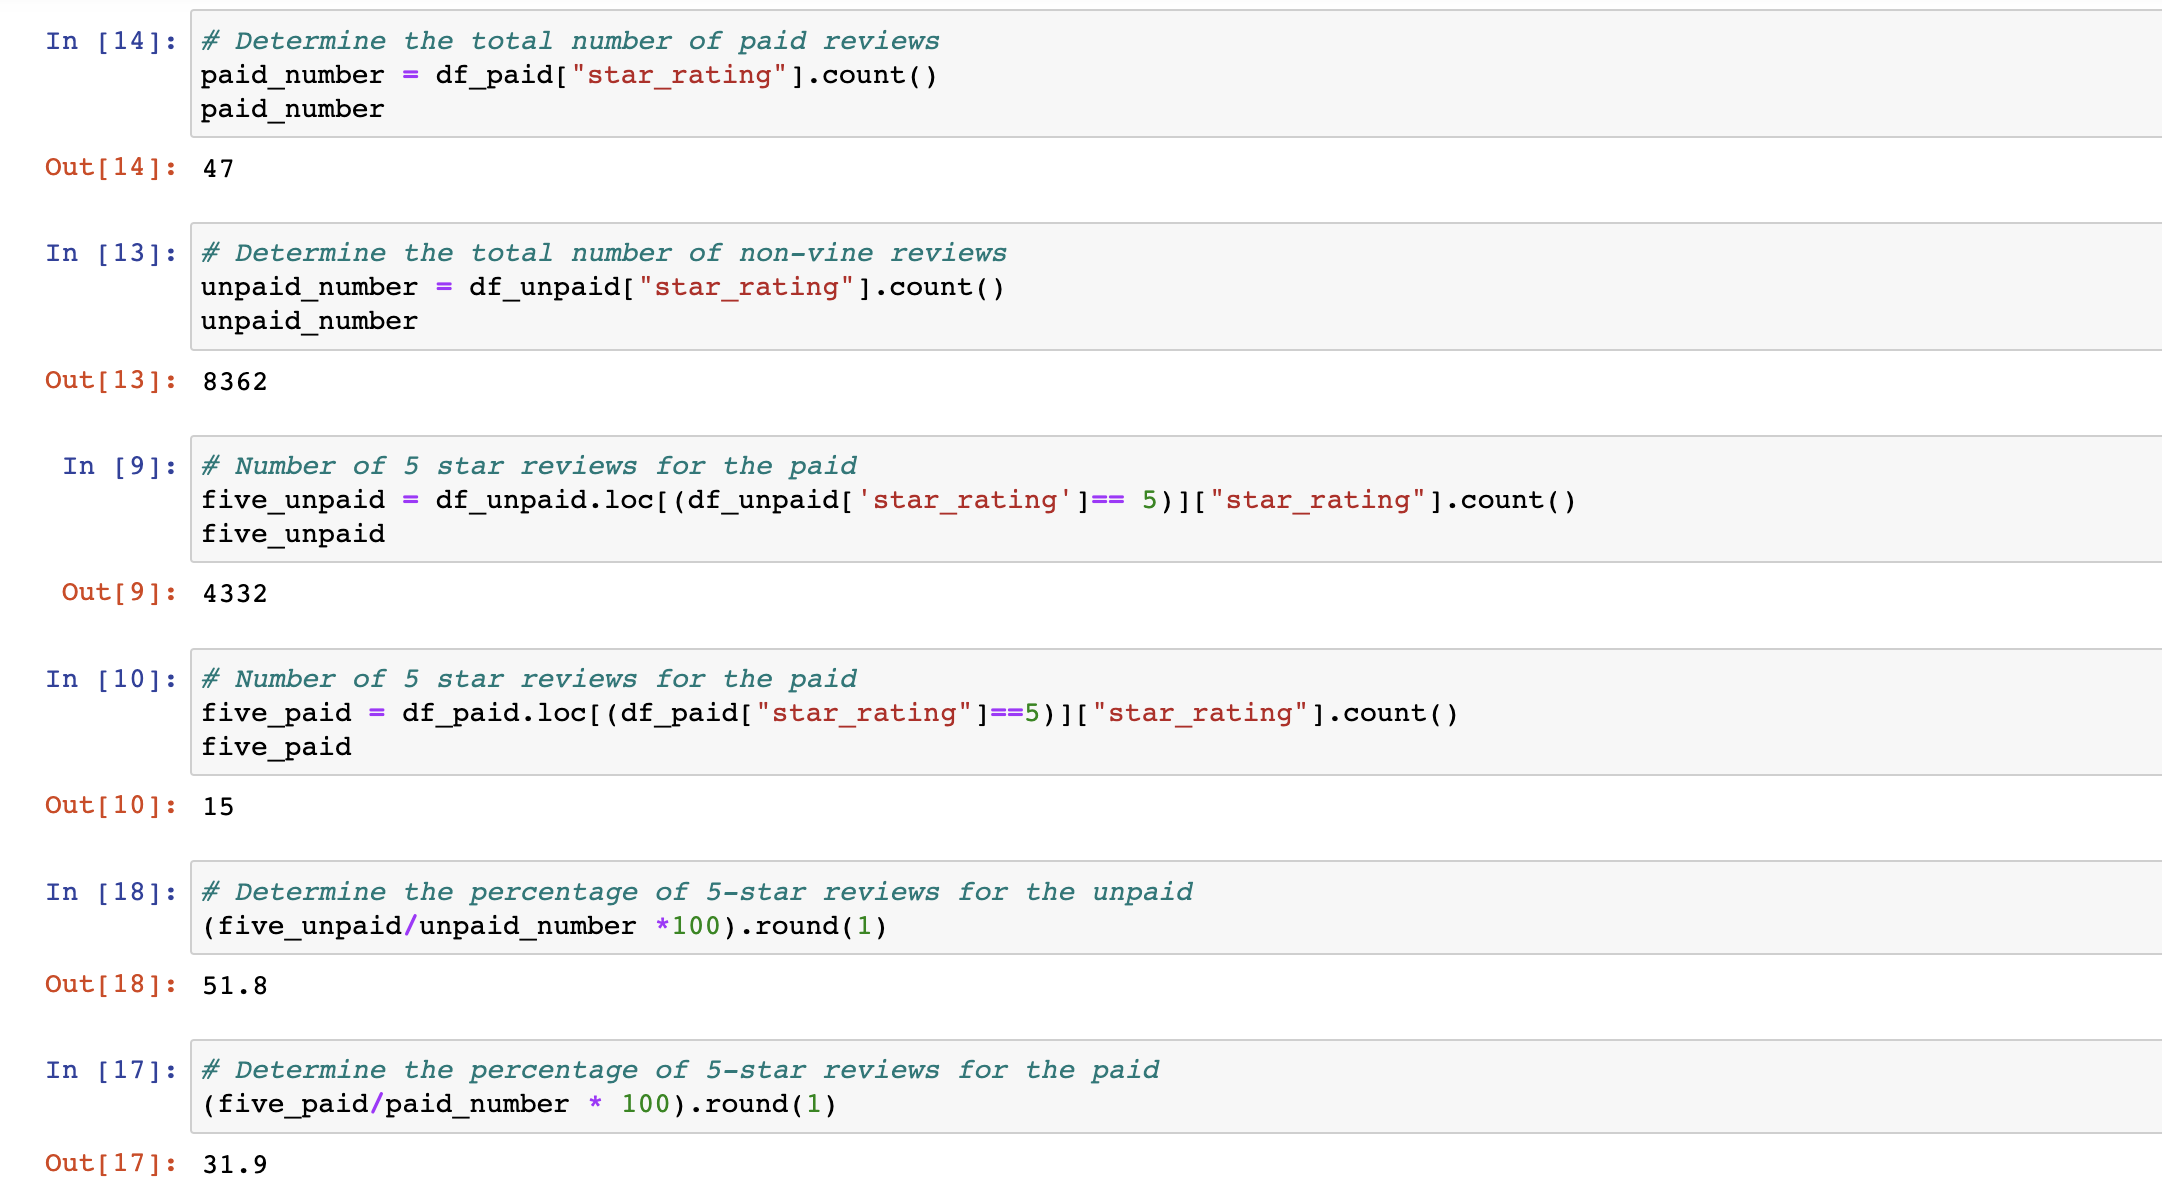 In [14]: # Determine the total number of paid reviews
paid_number = df_paid["star_rating"].count()
paid_number
Out[14]: 47
In [13]: # Determine the total number of non-vine reviews
unpaid_number = df_unpaid["star_rating"].count()
unpaid_number
Out[13]: 8362
In [9]: # Number of 5 star reviews for the paid
five_unpaid = df_unpaid.loc[(df_unpaid['star_rating']== 5)]["star_rating"].count()
five_unpaid
Out[9]: 4332
In [10]: # Number of 5 star reviews for the paid
five_paid = df_paid.loc[(df_paid["star_rating"]==5)]["star_rating"].count()
five_paid
Out[10]: 15
In [18]: # Determine the percentage of 5-star reviews for the unpaid
(five_unpaid/unpaid_number *100).round(1)
Out[18]: 51.8
In [17]: # Determine the percentage of 5-star reviews for the paid
(five_paid/paid_number * 100).round(1)
Out[17]: 31.9